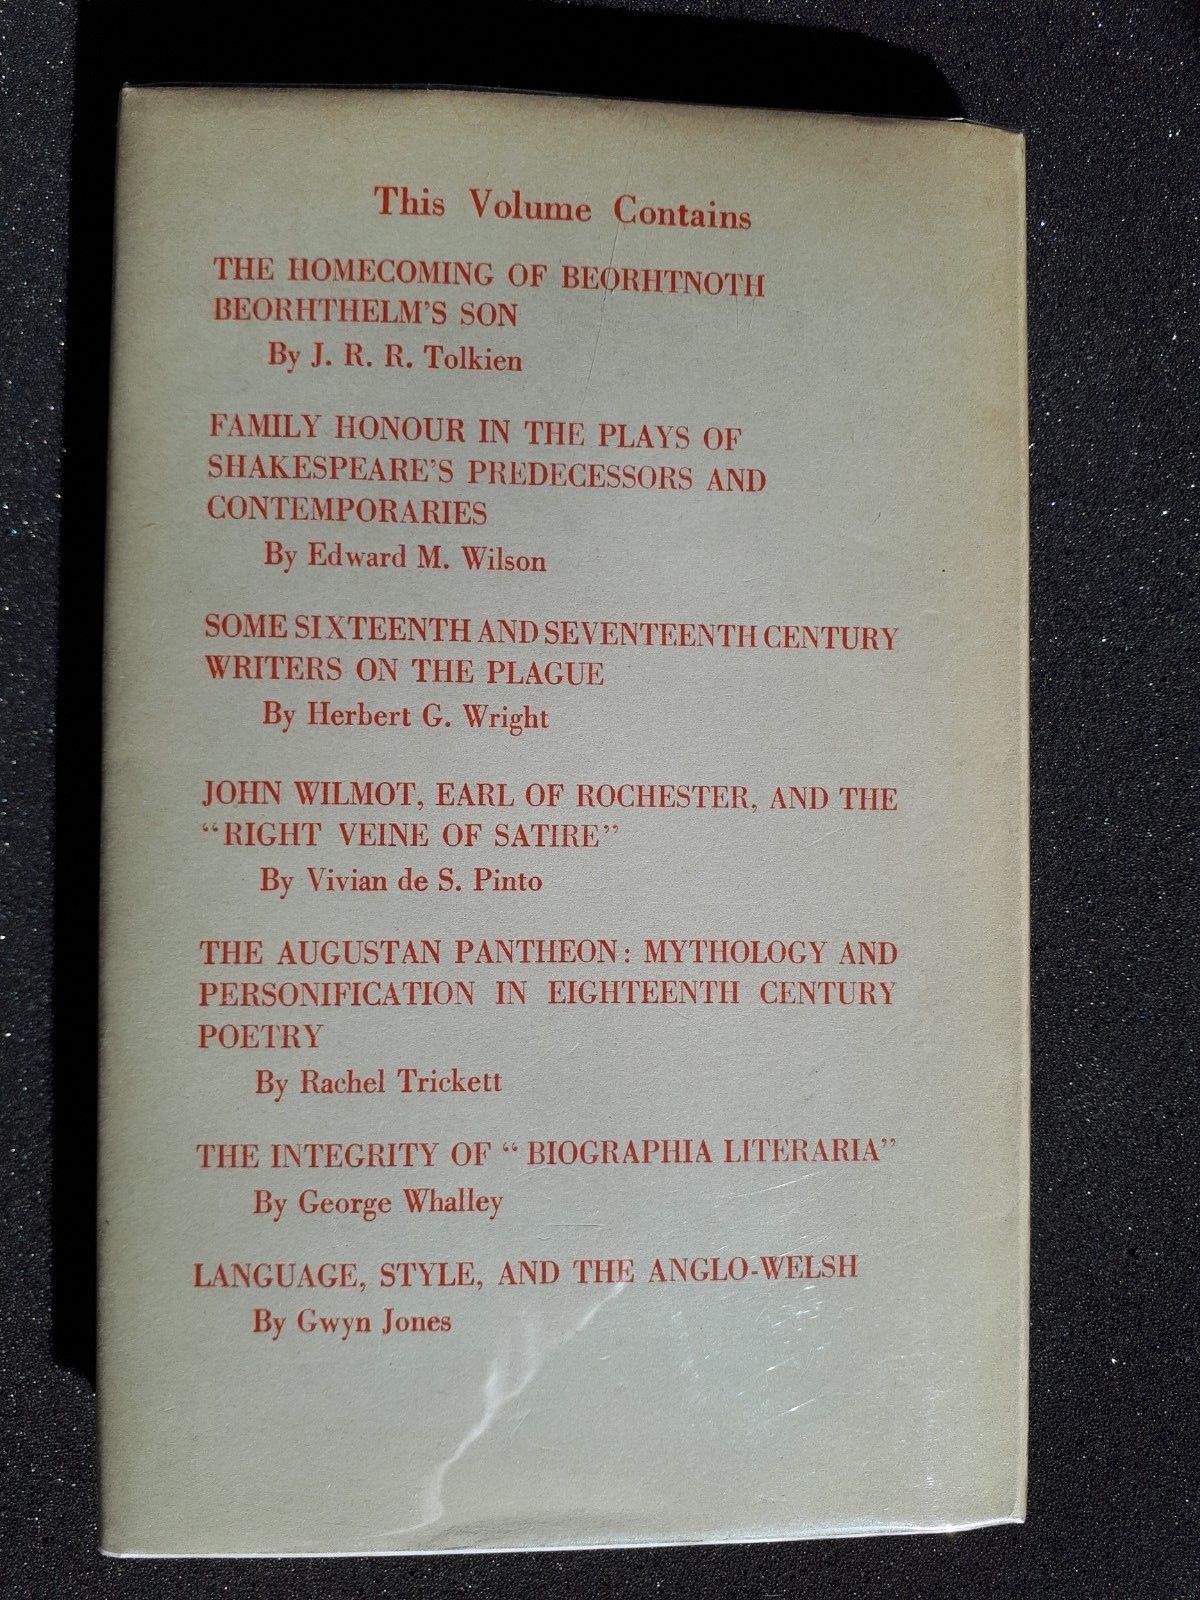 This Volume Contains
THE HOMECOMING OF BEORHTNOTH
BEORHTHELM'S SON
By J. R. R. Tolkien
FAMILY HONOUR IN THE PLAYS OF
SHAKESPEARE'S PREDECESSORS AND
CONTEMPORARIES
By Edward M. Wilson
SOME SIXTEENTH AND SEVENTEENTH CENTURY
WRITERS ON THE PLAGUE
By Herbert G. Wright
JOHN WILMOT, EARL OF ROCHESTER, AND THE
“RIGHT VEINE OF SATIRE”
By Vivian de S. Pinto
THE AUGUSTAN PANTHEON: MYTHOLOGY AND
PERSONIFICATION IN EIGHTEENTH CENTURY
POETRY
By Rachel Trickett
THE INTEGRITY OF “BIOGRAPHIA LITERARIA”
By George Whalley
LANGUAGE, STYLE, AND THE ANGLO-WELSH
By Gwyn Jones